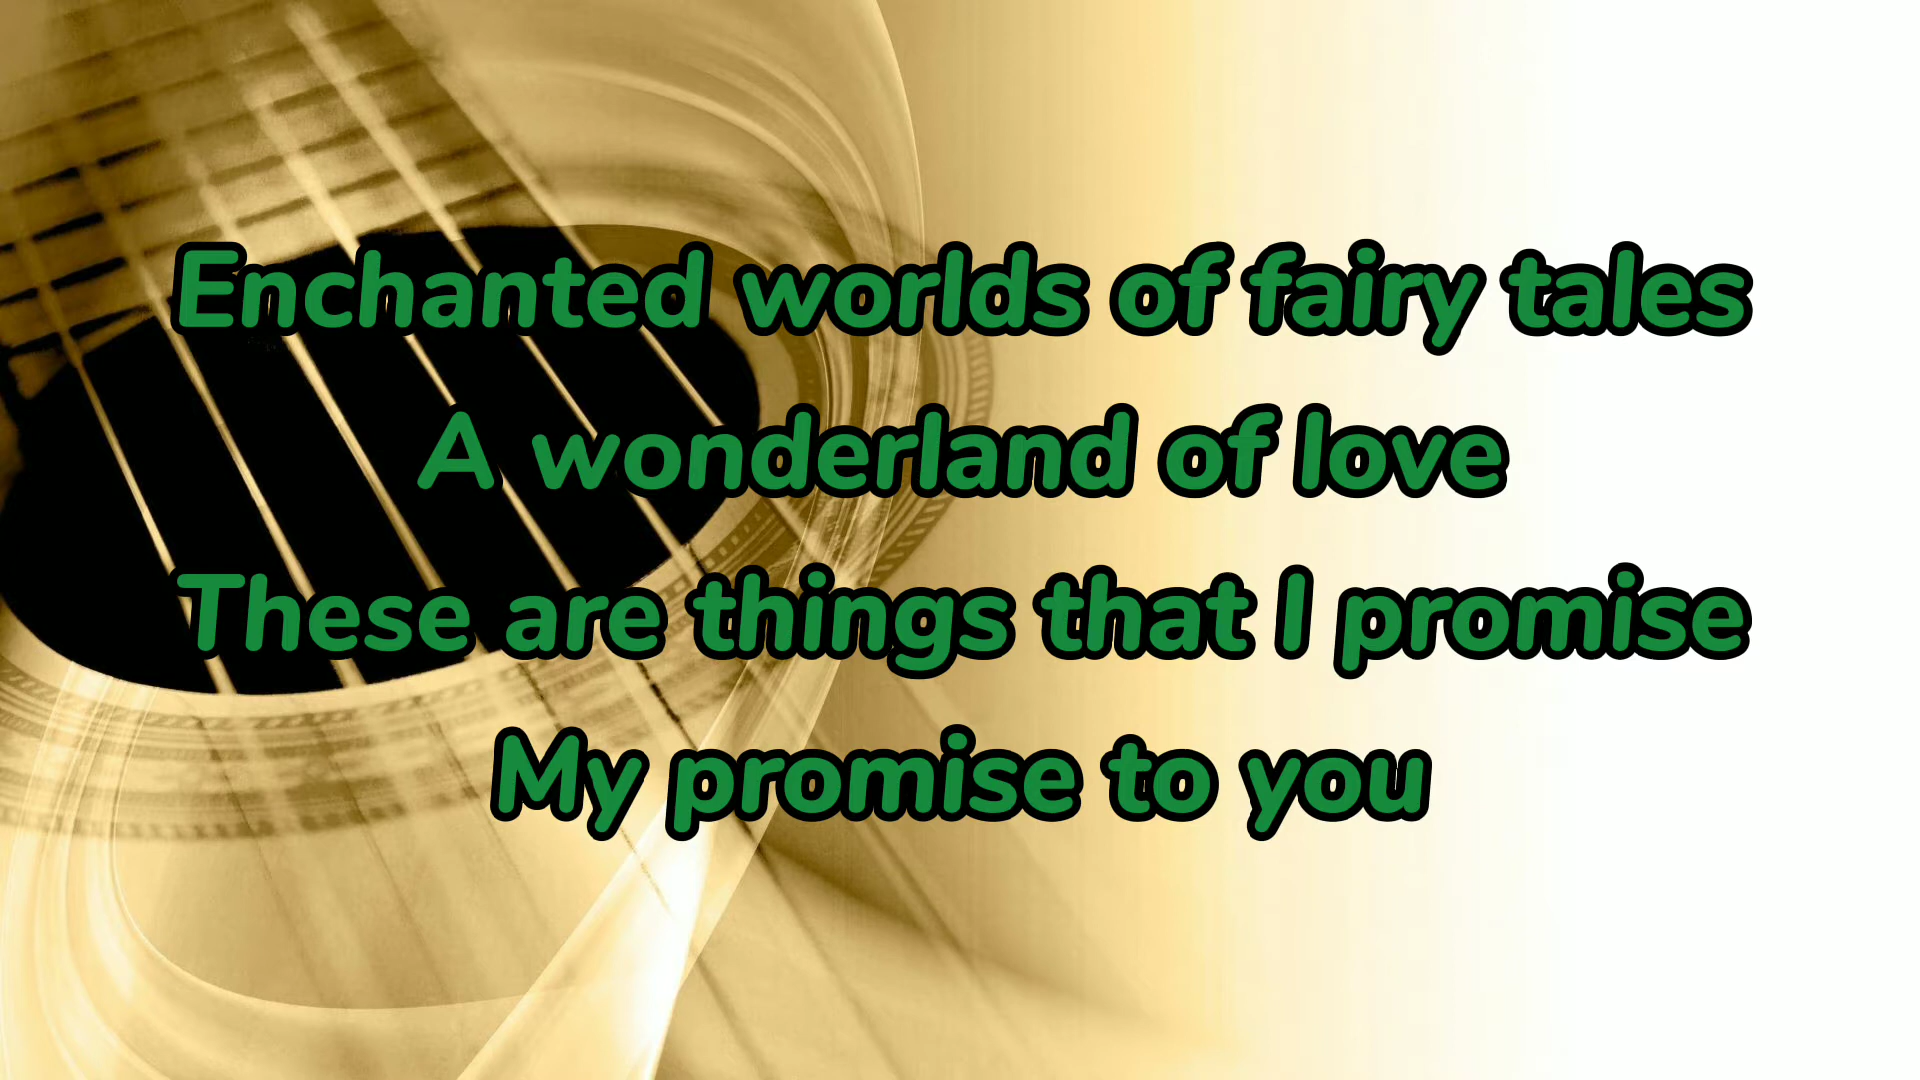 Enchanted worlds of fairy tales
A wonderland of love
These are things that I promise
My promise to you